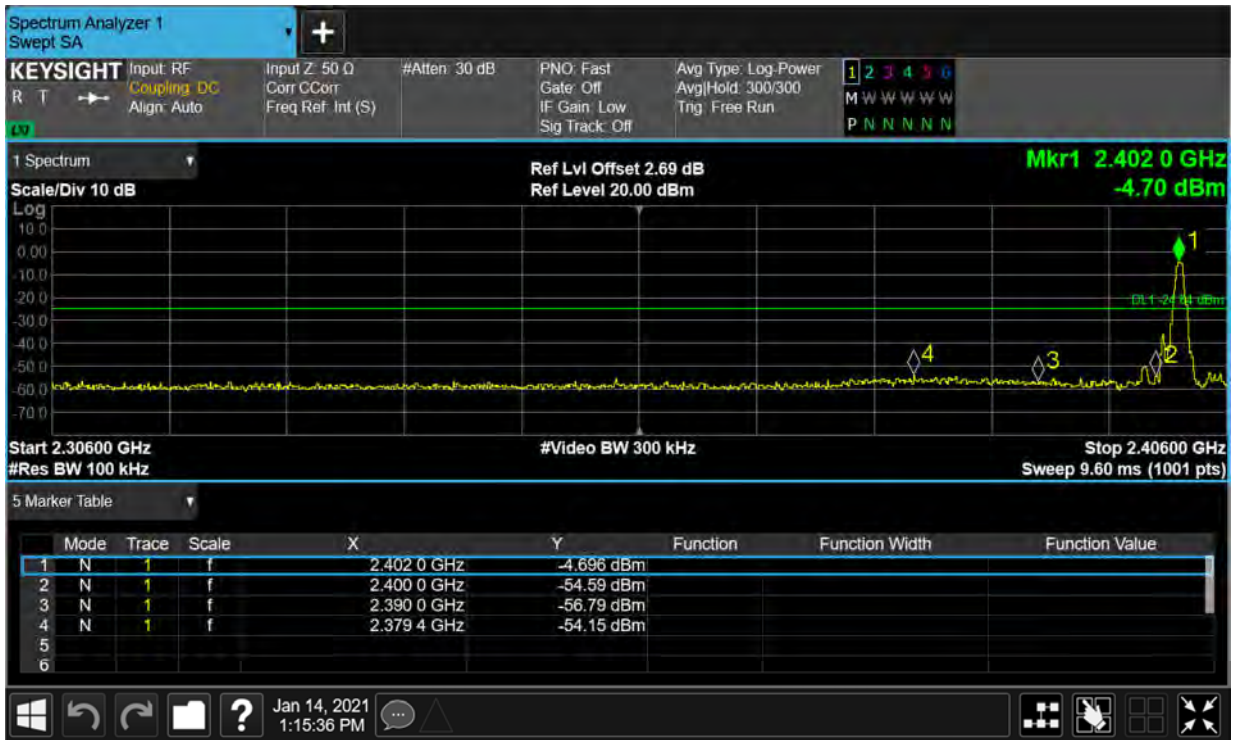 Spectrum Analyzer 1
Swept SA
+
KEYSIGHT Input: RF Input Z: 50 Ω #Atten: 30 dB PNO: Fast Avg Type: Log-Power 1 2 3 4 5 6
R T Coupling: DC Corr CCorr Gate: Off Avg|Hold: 300/300 M W W W W W
Align: Auto Freq Ref: Int (S) IF Gain: Low Trig: Free Run
LXI Sig Track: Off P N N N N N
1 Spectrum Ref Lvl Offset 2.69 dB Mkr1 2.402 0 GHz
Scale/Div 10 dB Ref Level 20.00 dBm -4.70 dBm
Log
10.0
1
0.00
-10.0
-20.0
DL1 -24.64 dBm
-30.0
-40.0
4 3 2
-50.0
-60.0
-70.0
Start 2.30600 GHz #Video BW 300 kHz Stop 2.40600 GHz
#Res BW 100 kHz Sweep 9.60 ms (1001 pts)
5 Marker Table
Mode Trace Scale X Y Function Function Width Function Value
1 N 1 f 2.402 0 GHz -4.696 dBm
2 N 1 f 2.400 0 GHz -54.59 dBm
3 N 1 f 2.390 0 GHz -56.79 dBm
4 N 1 f 2.379 4 GHz -54.15 dBm
5
6
? Jan 14, 2021
1:15:36 PM